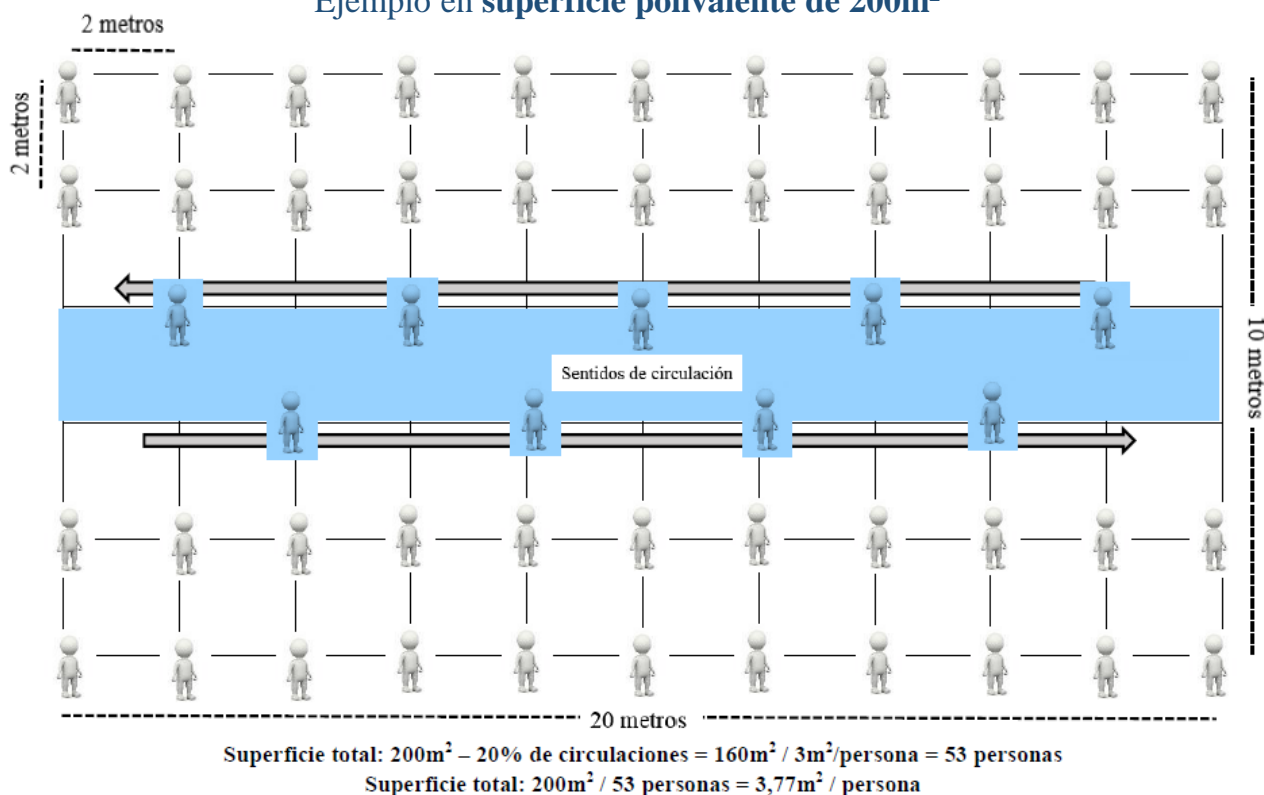 Ejemplo en superficie polivalente de 200m²
2 metros
2 metros
Sentidos de circulación
10 metros
20 metros
Superficie total: 200m² – 20% de circulaciones = 160m² / 3m²/persona = 53 personas
Superficie total: 200m² / 53 personas = 3,77m² / persona